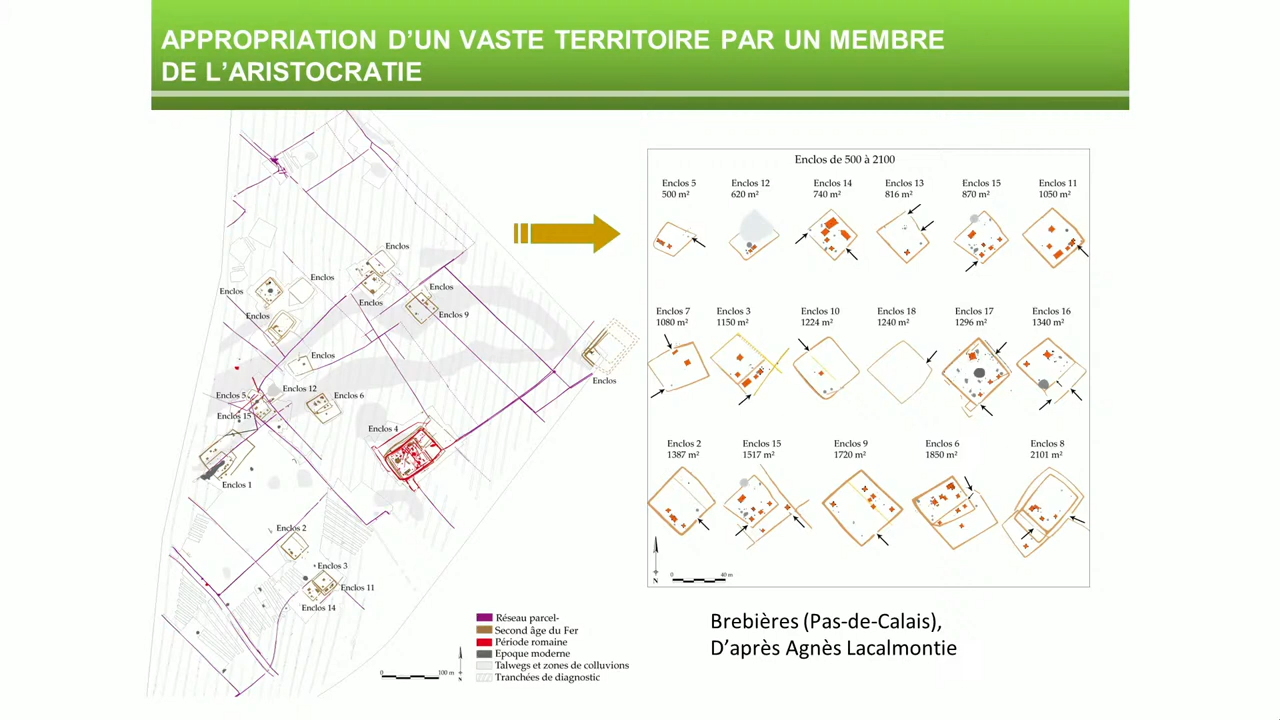 APPROPRIATION D’UN VASTE TERRITOIRE PAR UN MEMBRE
DE L’ARISTOCRATIE
Enclos
Enclos
Enclos
Enclos
Enclos
Enclos
Enclos 9
Enclos
Enclos
Enclos 12
Enclos 5
Enclos 6
Enclos 15
Enclos 4
Enclos 1
Enclos 2
Enclos 3
Enclos 11
Enclos 14
0
100 m
N
Réseau parcel-
Second âge du Fer
Période romaine
Epoque moderne
Talwegs et zones de colluvions
Tranchées de diagnostic
Enclos de 500 à 2100
Enclos 5
500 m²
Enclos 12
620 m²
Enclos 14
740 m²
Enclos 13
816 m²
Enclos 15
870 m²
Enclos 11
1050 m²
Enclos 7
1080 m²
Enclos 3
1150 m²
Enclos 10
1224 m²
Enclos 18
1240 m²
Enclos 17
1296 m²
Enclos 16
1340 m²
Enclos 2
1387 m²
Enclos 15
1517 m²
Enclos 9
1720 m²
Enclos 6
1850 m²
Enclos 8
2101 m²
N
0
40 m
Brebières (Pas-de-Calais),
D’après Agnès Lacalmontie